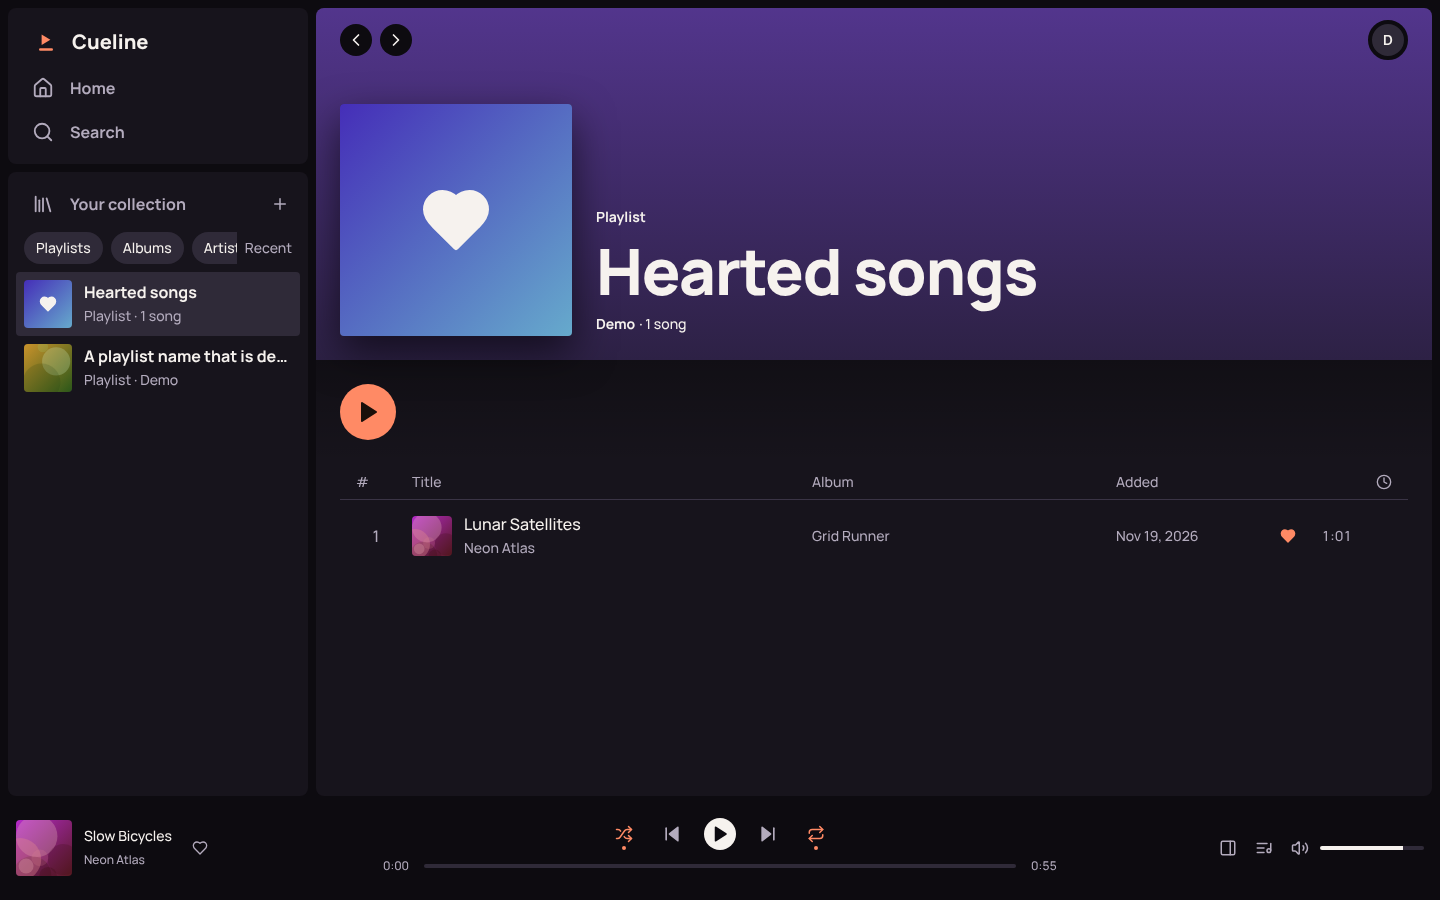 Cueline
Home
Search
Your collection
Playlists Albums Artist Recent
Hearted songs
Playlist · 1 song
A playlist name that is de...
Playlist · Demo
D
Playlist
Hearted songs
Demo · 1 song
# Title Album Added
1 Lunar Satellites Grid Runner Nov 19, 2026 1:01
Neon Atlas
Slow Bicycles
Neon Atlas
0:00 0:55